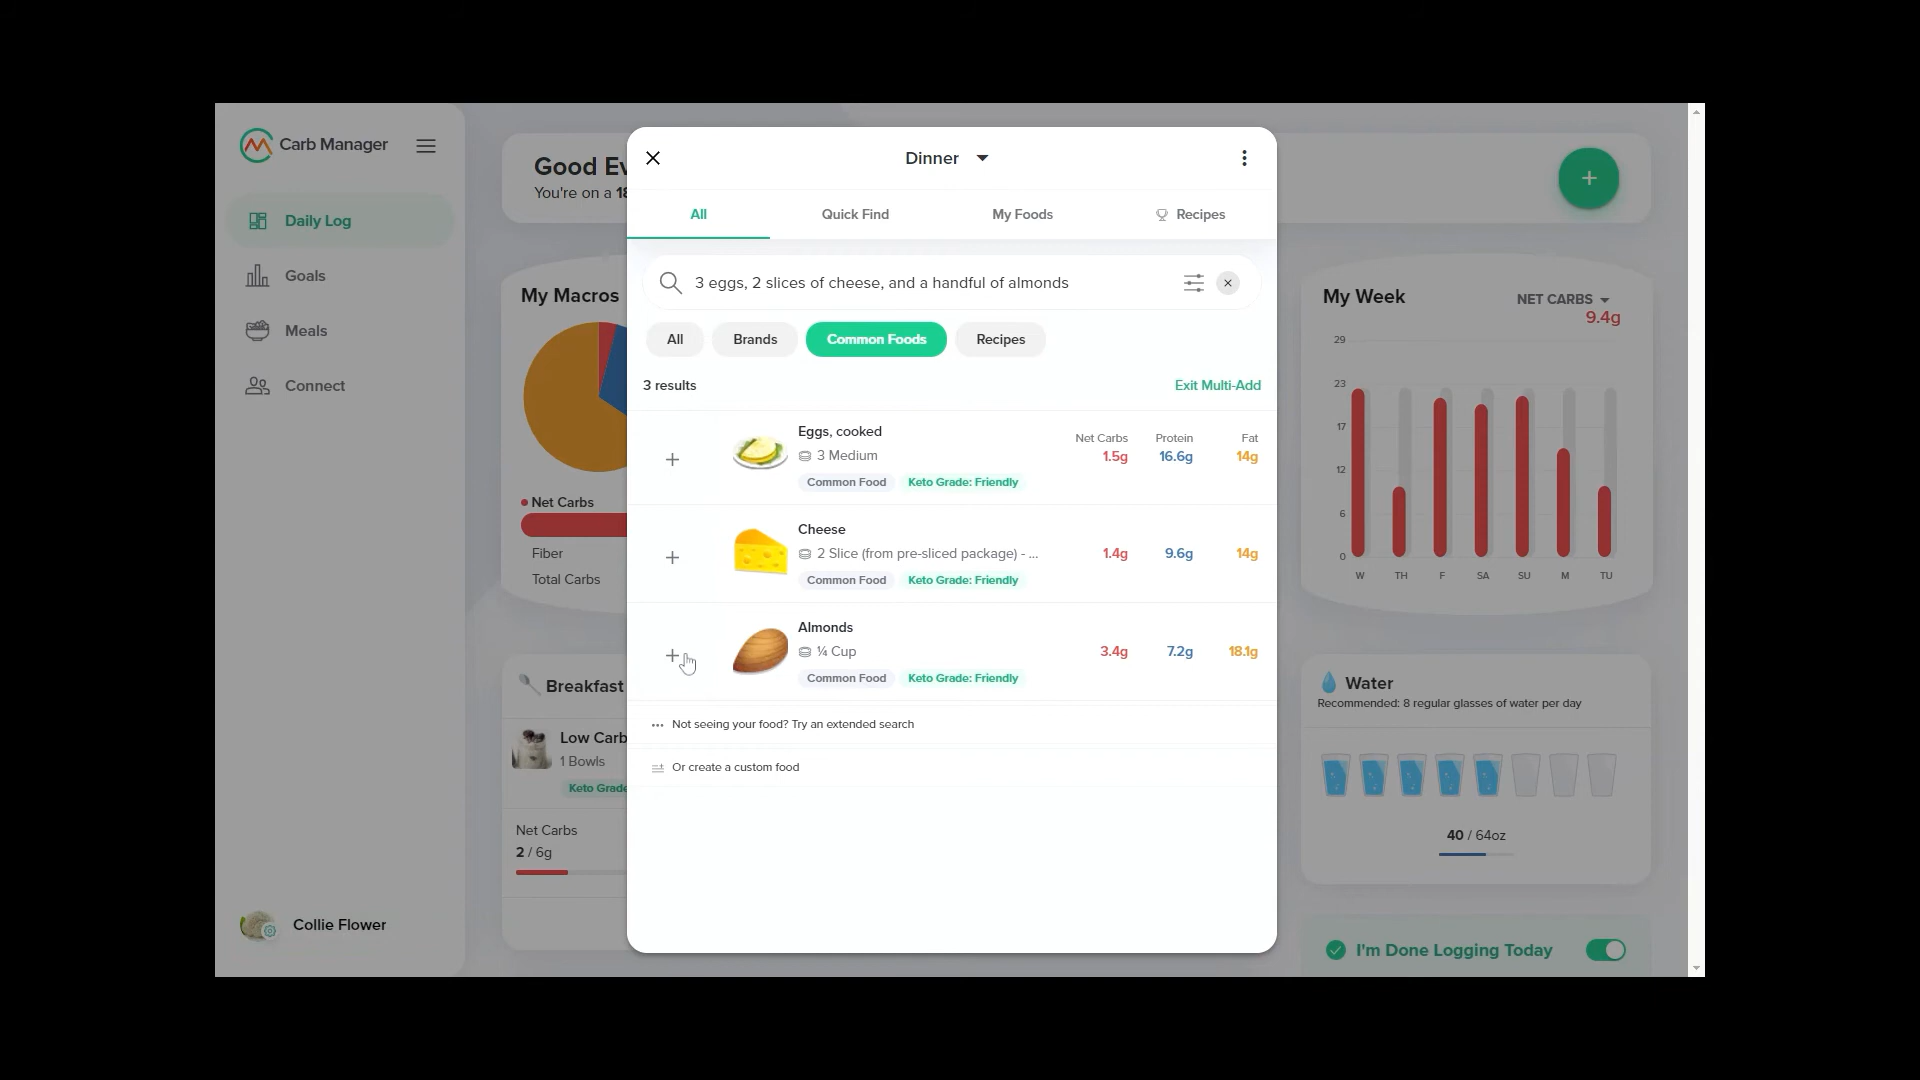 Carb Manager
Daily Log
Goals
Meals
Connect
Collie Flower
Good Ev
You're on a 18
My Macros
Net Carbs
Fiber
Total Carbs
Breakfast
Low Carb
1 Bowls
Keto Grade
Net Carbs
2 / 6g
Dinner
All Quick Find My Foods Recipes
3 eggs, 2 slices of cheese, and a handful of almonds
All Brands Common Foods Recipes
3 results Exit Multi-Add
Eggs, cooked
3 Medium
Common Food Keto Grade: Friendly
Net Carbs Protein Fat
1.5g 16.6g 14g
Cheese
2 Slice (from pre-sliced package) - ...
1.4g 9.6g 14g
Common Food Keto Grade: Friendly
Almonds
¼ Cup
3.4g 7.2g 18.1g
Common Food Keto Grade: Friendly
Not seeing your food? Try an extended search
Or create a custom food
My Week
NET CARBS
9.4g
29
23
17
12
6
0
W TH F SA SU M TU
Water
Recommended: 8 regular glasses of water per day
40 / 64oz
I'm Done Logging Today